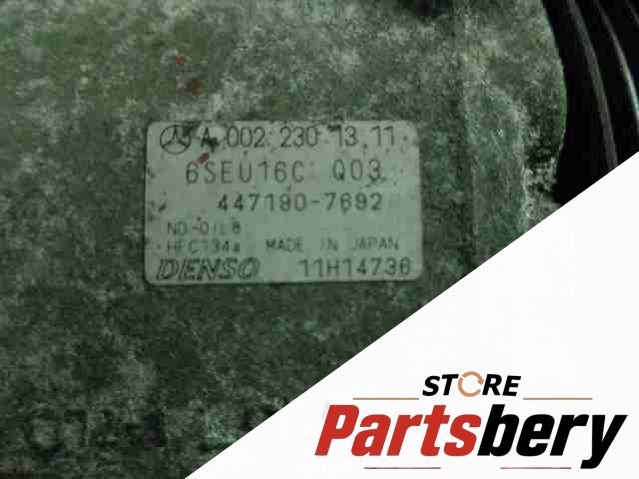 A 002 230 13 11
6SEU16C Q03
447190-7692
ND-OIL8
HFC134a MADE IN JAPAN
DENSO 11H14736
STORE
Partsbery